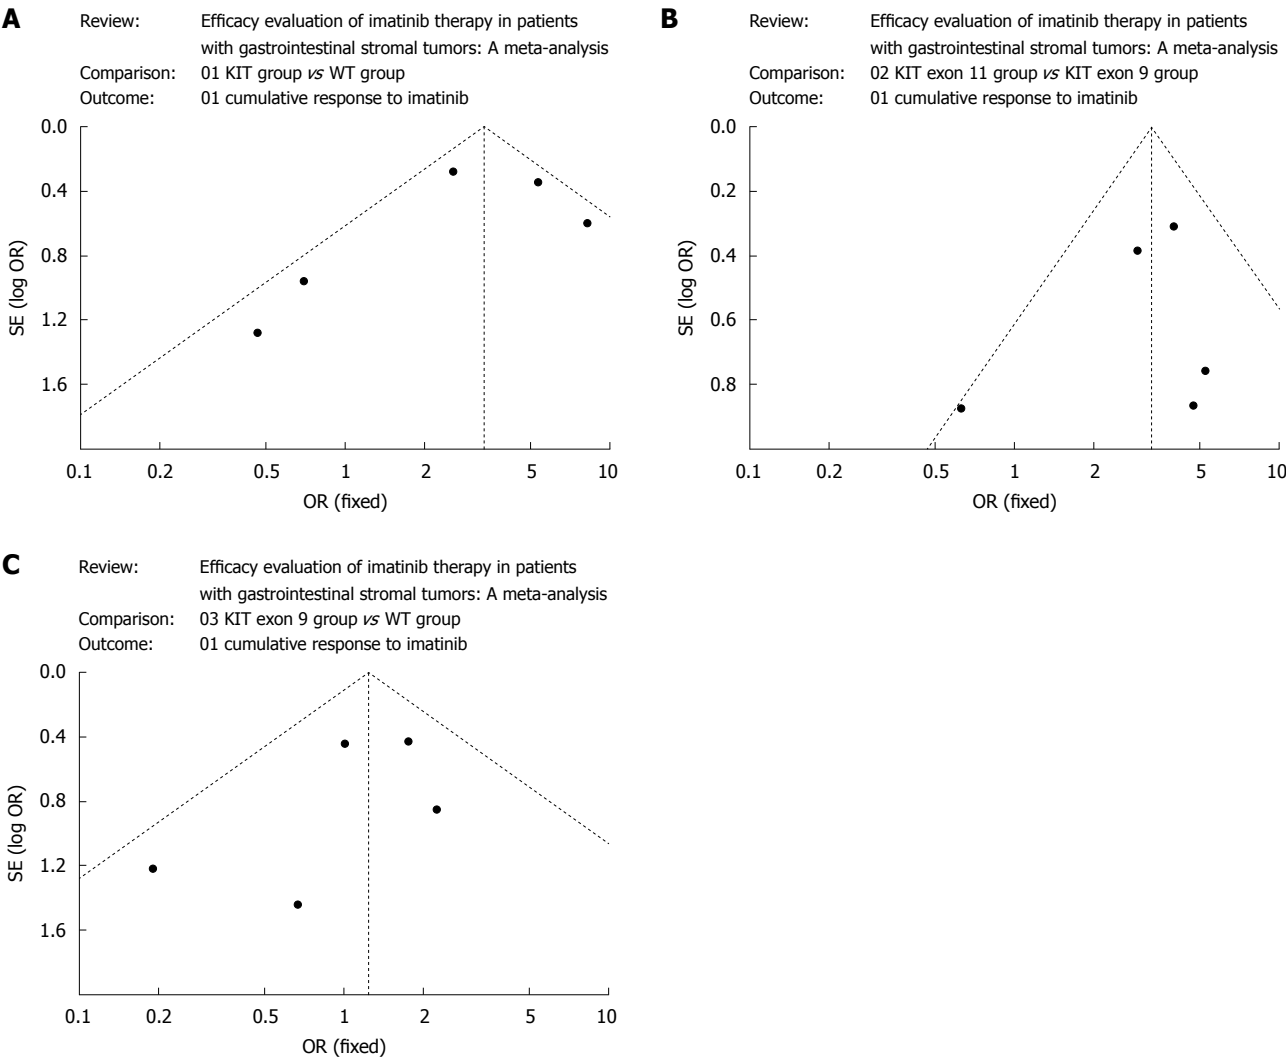 A
Review: Efficacy evaluation of imatinib therapy in patients
with gastrointestinal stromal tumors: A meta-analysis
Comparison: 01 KIT group vs WT group
Outcome: 01 cumulative response to imatinib
0.0
0.4
0.8
1.2
1.6
SE (log OR)
0.1 0.2 0.5 1 2 5 10
OR (fixed)
B
Review: Efficacy evaluation of imatinib therapy in patients
with gastrointestinal stromal tumors: A meta-analysis
Comparison: 02 KIT exon 11 group vs KIT exon 9 group
Outcome: 01 cumulative response to imatinib
0.0
0.2
0.4
0.6
0.8
SE (log OR)
0.1 0.2 0.5 1 2 5 10
OR (fixed)
C
Review: Efficacy evaluation of imatinib therapy in patients
with gastrointestinal stromal tumors: A meta-analysis
Comparison: 03 KIT exon 9 group vs WT group
Outcome: 01 cumulative response to imatinib
0.0
0.4
0.8
1.2
1.6
SE (log OR)
0.1 0.2 0.5 1 2 5 10
OR (fixed)